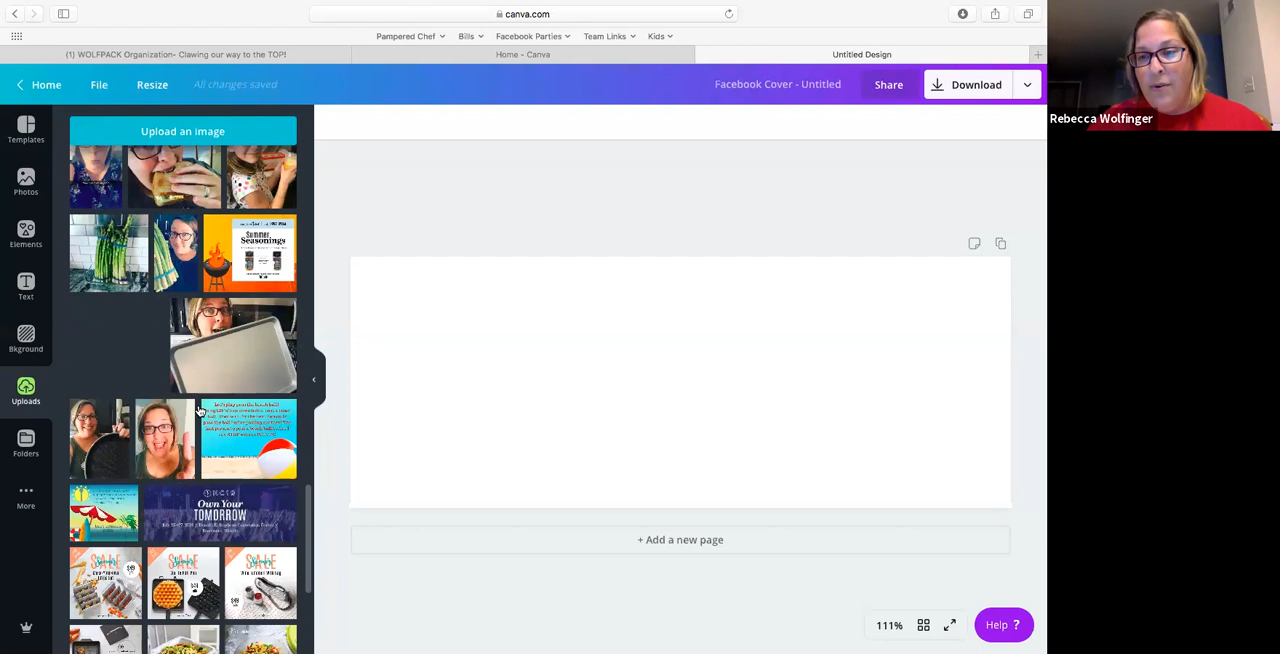 canva.com
Pampered Chef
Bills
Facebook Parties
Team Links
Kids
(1) WOLFPACK Organization- Clawing our way to the TOP!
Home - Canva
Untitled Design
Home
File
Resize
All changes saved
Facebook Cover - Untitled
Share
Download
Rebecca Wolfinger
Templates
Photos
Elements
Text
Bkground
Uploads
Folders
More
Upload an image
Summer
Seasonings
Own Your
TOMORROW
SALE
SALE
SALE
+ Add a new page
111%
Help ?